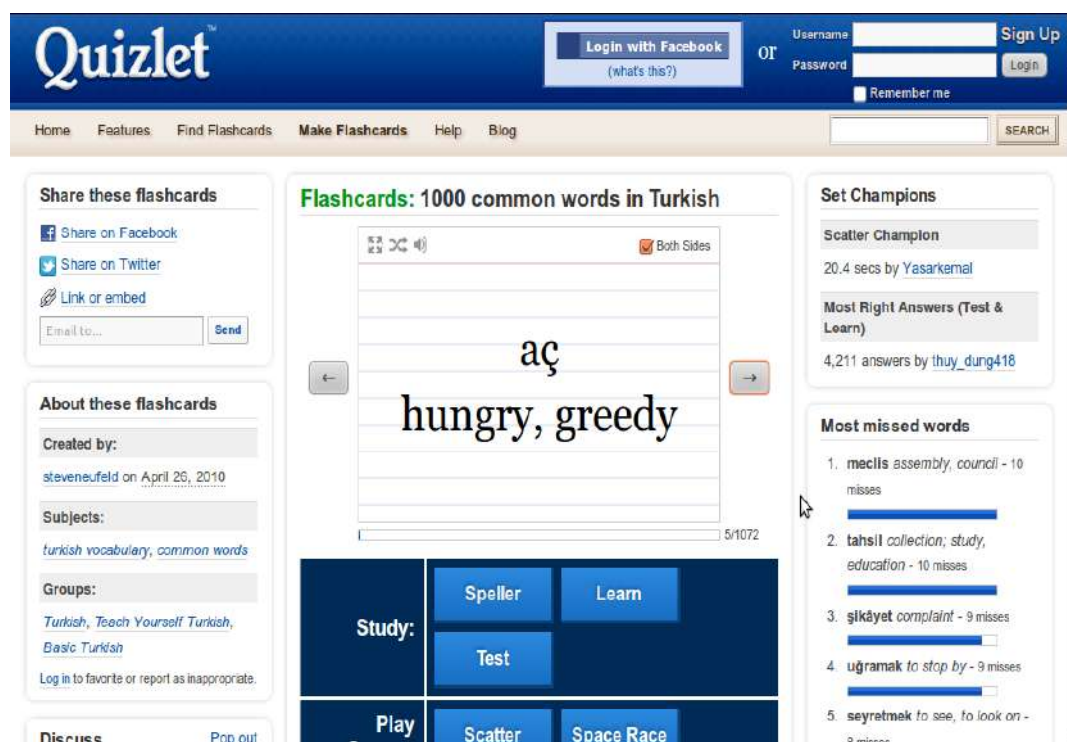 Quizlet™
Login with Facebook
(what's this?)
or
Username
Password
Sign Up
Login
Remember me
Home Features Find Flashcards Make Flashcards Help Blog SEARCH
Share these flashcards
Share on Facebook
Share on Twitter
Link or embed
Email to... Send
About these flashcards
Created by:
steveneufeld on April 26, 2010
Subjects:
turkish vocabulary, common words
Groups:
Turkish, Teach Yourself Turkish,
Basic Turkish
Log in to favorite or report as inappropriate.
Discuss Pop out
Flashcards: 1000 common words in Turkish
Both Sides
aç
hungry, greedy
← →
5/1072
Study:
Speller Learn
Test
Play
Scatter Space Race
Set Champions
Scatter Champion
20.4 secs by Yasarkemal
Most Right Answers (Test &
Learn)
4,211 answers by thuy_dung418
Most missed words
1. meclis assembly, council - 10
misses
2. tahsil collection; study,
education - 10 misses
3. şikâyet complaint - 9 misses
4. uğramak to stop by - 9 misses
5. seyretmek to see, to look on -